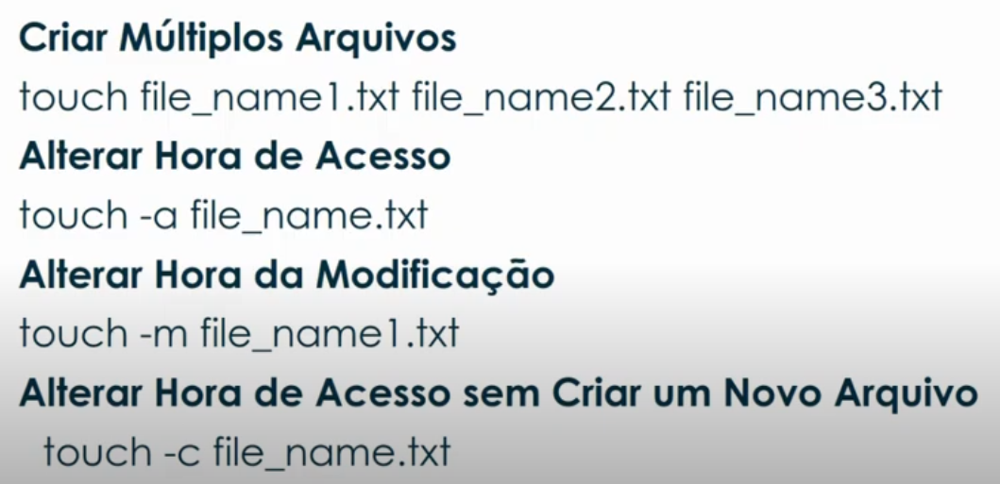 Criar Múltiplos Arquivos
touch file_name1.txt file_name2.txt file_name3.txt
Alterar Hora de Acesso
touch -a file_name.txt
Alterar Hora da Modificação
touch -m file_name1.txt
Alterar Hora de Acesso sem Criar um Novo Arquivo
touch -c file_name.txt